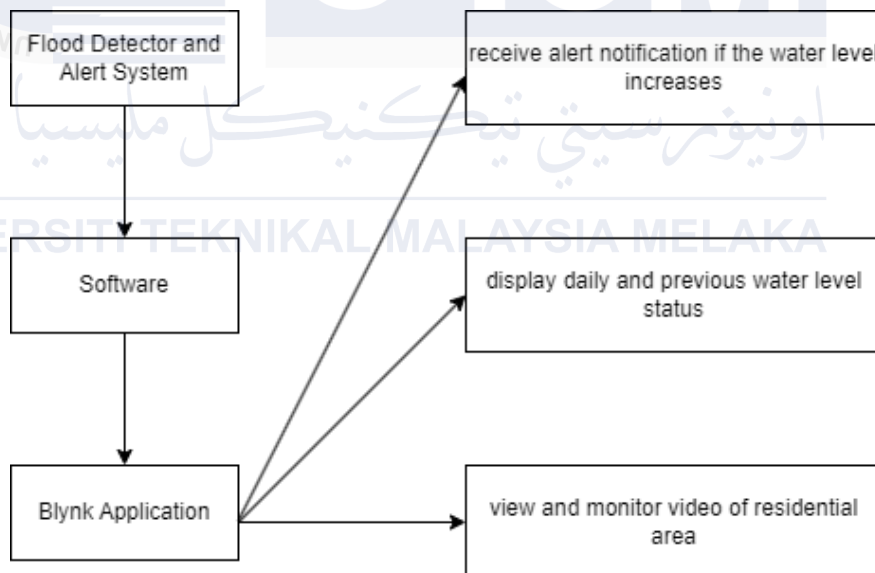 Flood Detector and
Alert System
receive alert notification if the water level
increases
اونيۏرسيتي تيكنيكل مليسيا
ERSITI TEKNIKAL MALAYSIA MELAKA
Software
display daily and previous water level
status
Blynk Application
view and monitor video of residential
area